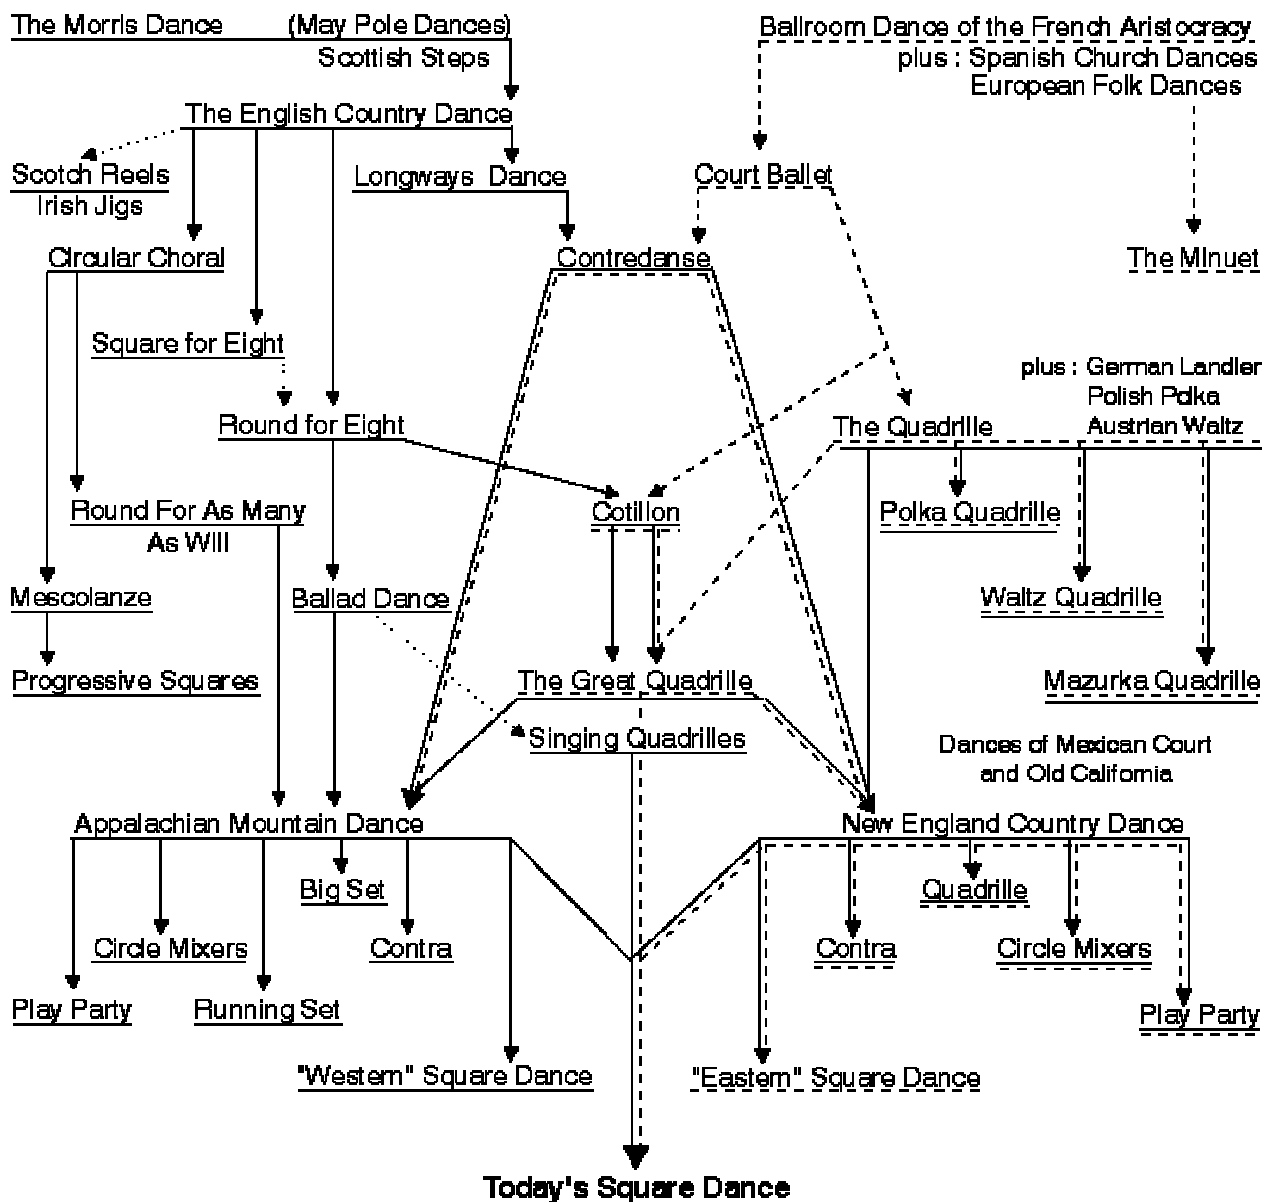 The Morris Dance (May Pole Dances)
Scottish Steps
Ballroom Dance of the French Aristocracy
plus : Spanish Church Dances
European Folk Dances
The English Country Dance
Scotch Reels
Irish Jigs
Longways Dance
Court Ballet
Circular Choral
Contredanse
The Minuet
Square for Eight
plus : German Landler
Polish Polka
Austrian Waltz
Round for Eight
The Quadrille
Round For As Many
As Will
Cotillon
Polka Quadrille
Mescolanze
Ballad Dance
Waltz Quadrille
Progressive Squares
The Great Quadrille
Mazurka Quadrille
Singing Quadrilles
Dances of Mexican Court
and Old California
Appalachian Mountain Dance
New England Country Dance
Big Set
Quadrille
Circle Mixers
Contra
Contra
Circle Mixers
Play Party
Running Set
Play Party
"Western" Square Dance
"Eastern" Square Dance
Today's Square Dance